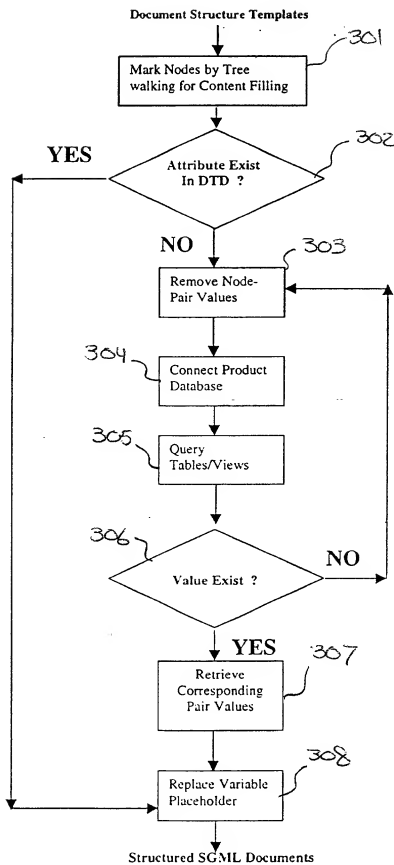 Document Structure Templates
301
Mark Nodes by Tree
walking for Content Filling
YES
302
Attribute Exist
In DTD ?
NO
303
Remove Node-
Pair Values
304
Connect Product
Database
305
Query
Tables/Views
306
NO
Value Exist ?
YES
307
Retrieve
Corresponding
Pair Values
308
Replace Variable
Placeholder
Structured SGML Documents